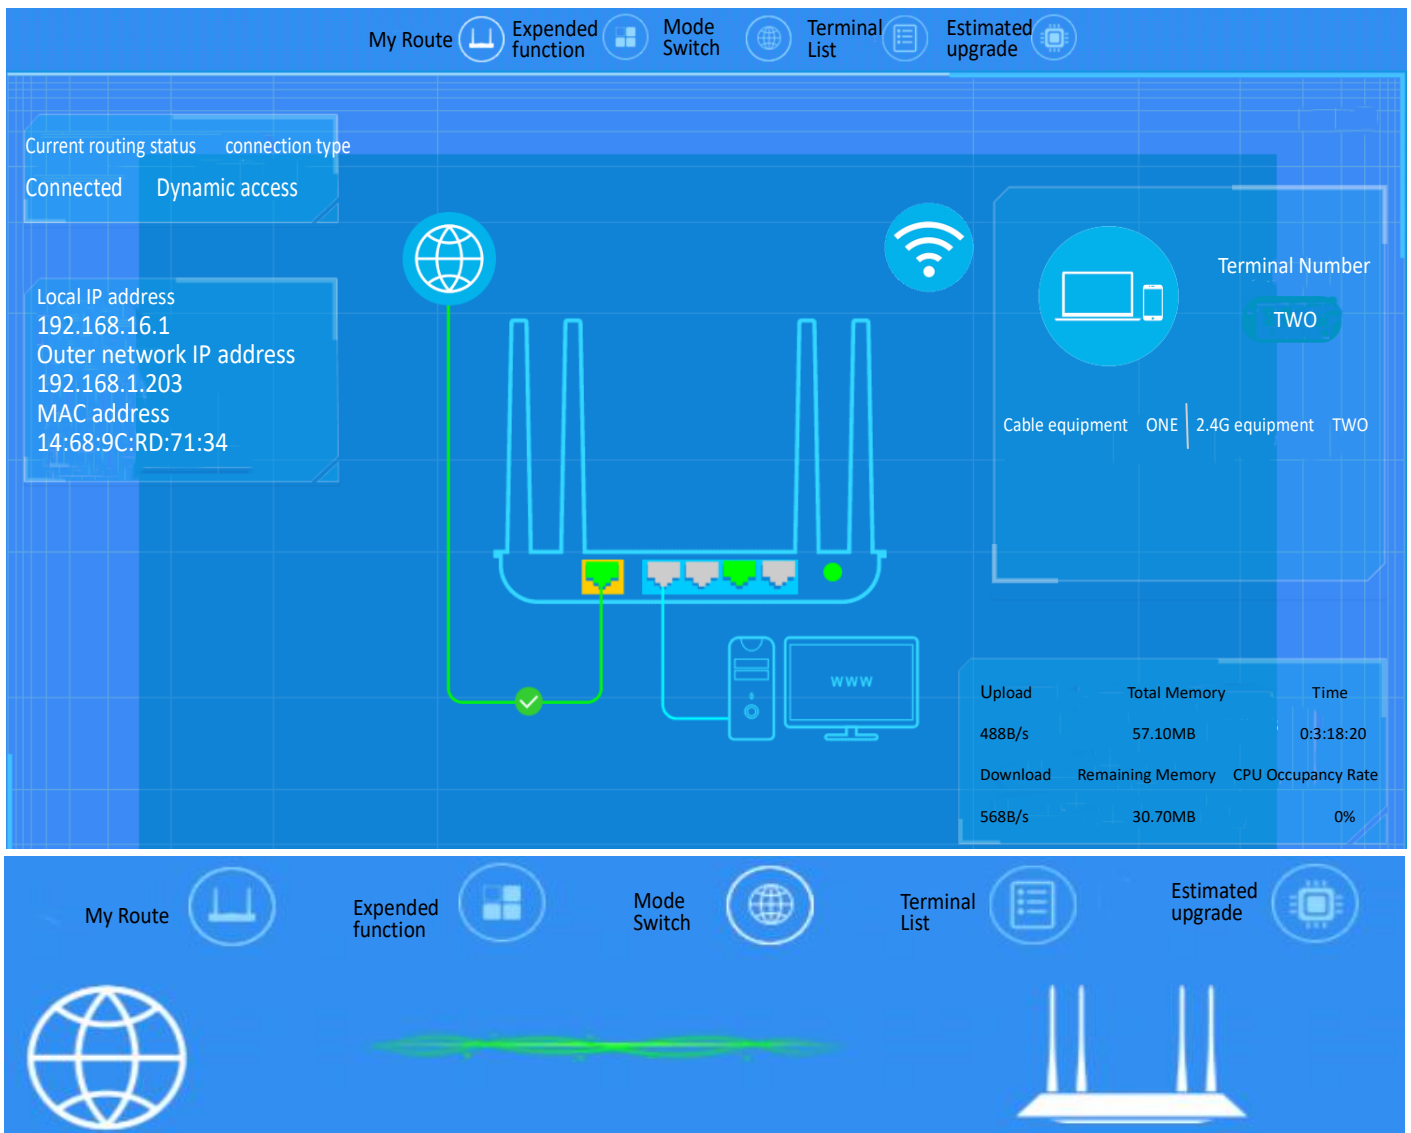 My Route
Expended
function
Mode
Switch
Terminal
List
Estimated
upgrade
Current routing status connection type
Connected Dynamic access
Local IP address
192.168.16.1
Outer network IP address
192.168.1.203
MAC address
14:68:9C:RD:71:34
Terminal Number
TWO
Cable equipment ONE 2.4G equipment TWO
WWW
Upload Total Memory Time
488B/s 57.10MB 0:3:18:20
Download Remaining Memory CPU Occupancy Rate
568B/s 30.70MB 0%
My Route
Expended
function
Mode
Switch
Terminal
List
Estimated
upgrade